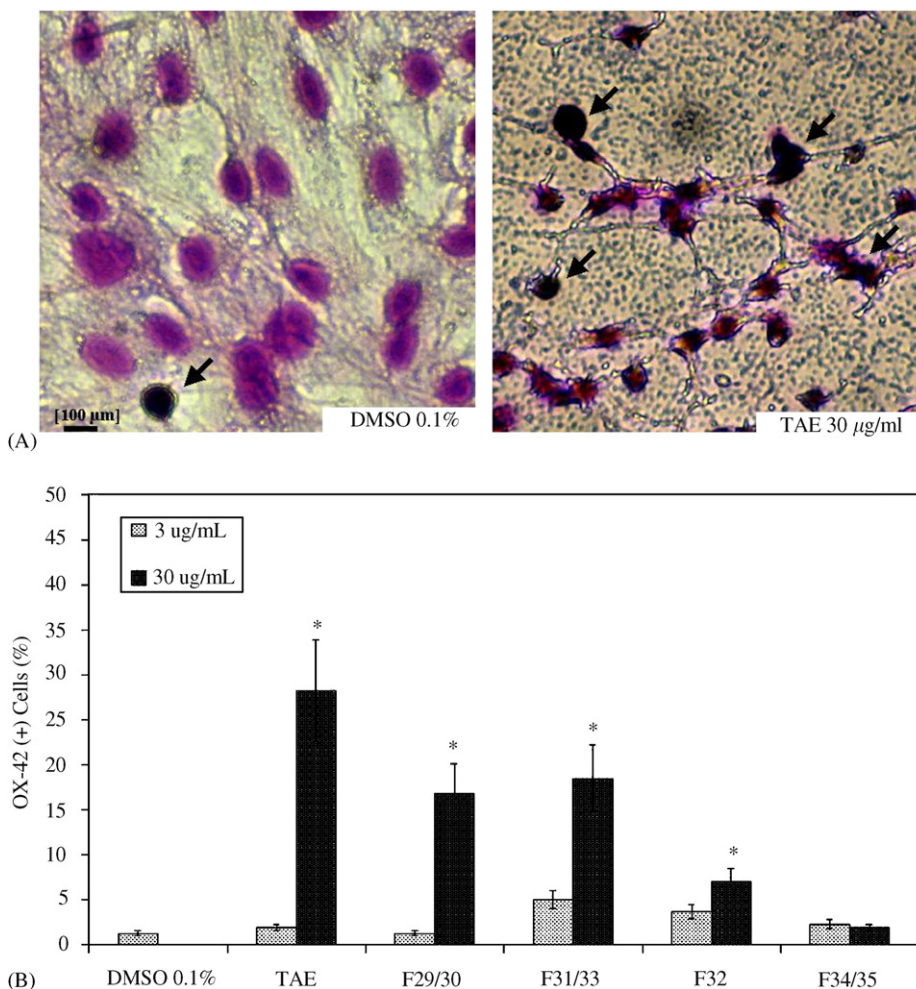 [100 µm]
DMSO 0.1%
TAE 30 µg/ml
(A)
50
45
40
35
30
25
20
15
10
5
0
OX-42 (+) Cells (%)
3 ug/mL
30 ug/mL
*
*
*
*
DMSO 0.1%
TAE
F29/30
F31/33
F32
F34/35
(B)